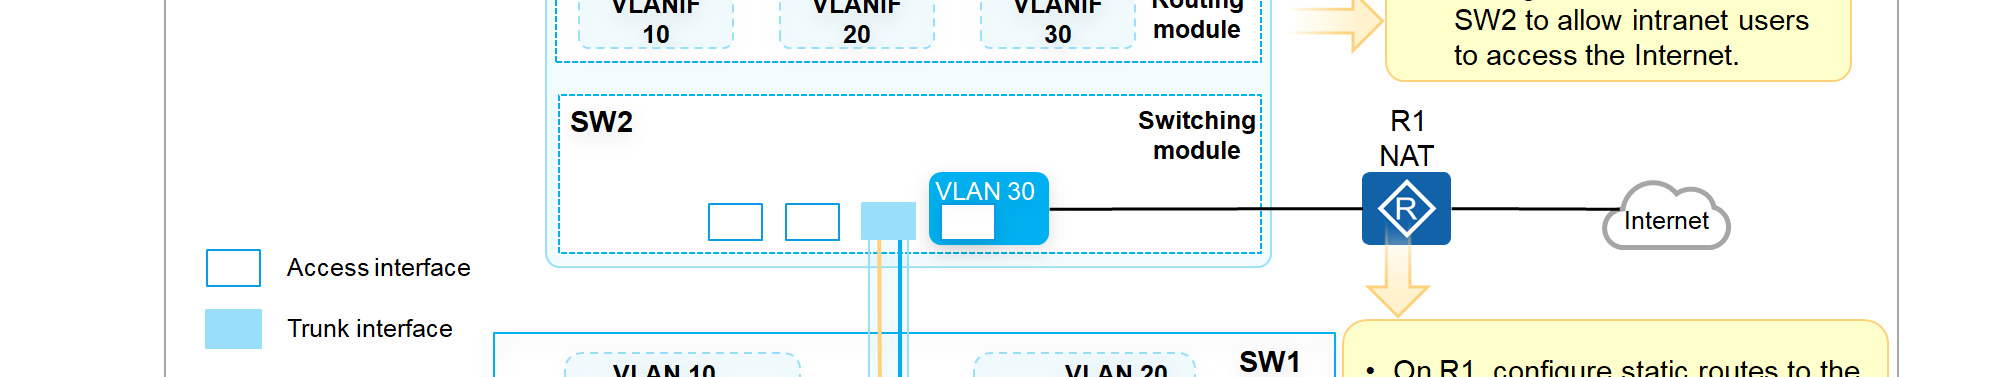 VLANIF
10
VLANIF
20
VLANIF
30
Routing
module
SW2 to allow intranet users
to access the Internet.
SW2
Switching
module
R1
NAT
VLAN 30
R
Internet
Access interface
Trunk interface
SW1
VLAN 10
VLAN 20
• On R1, configure static routes to the